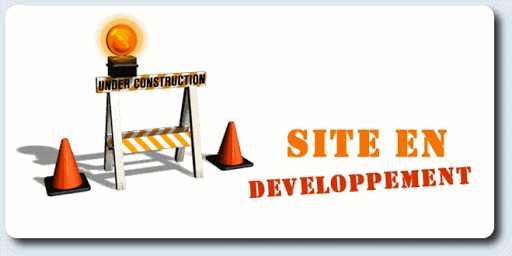 UNDER CONSTRUCTION
SITE EN
DEVELOPPEMENT